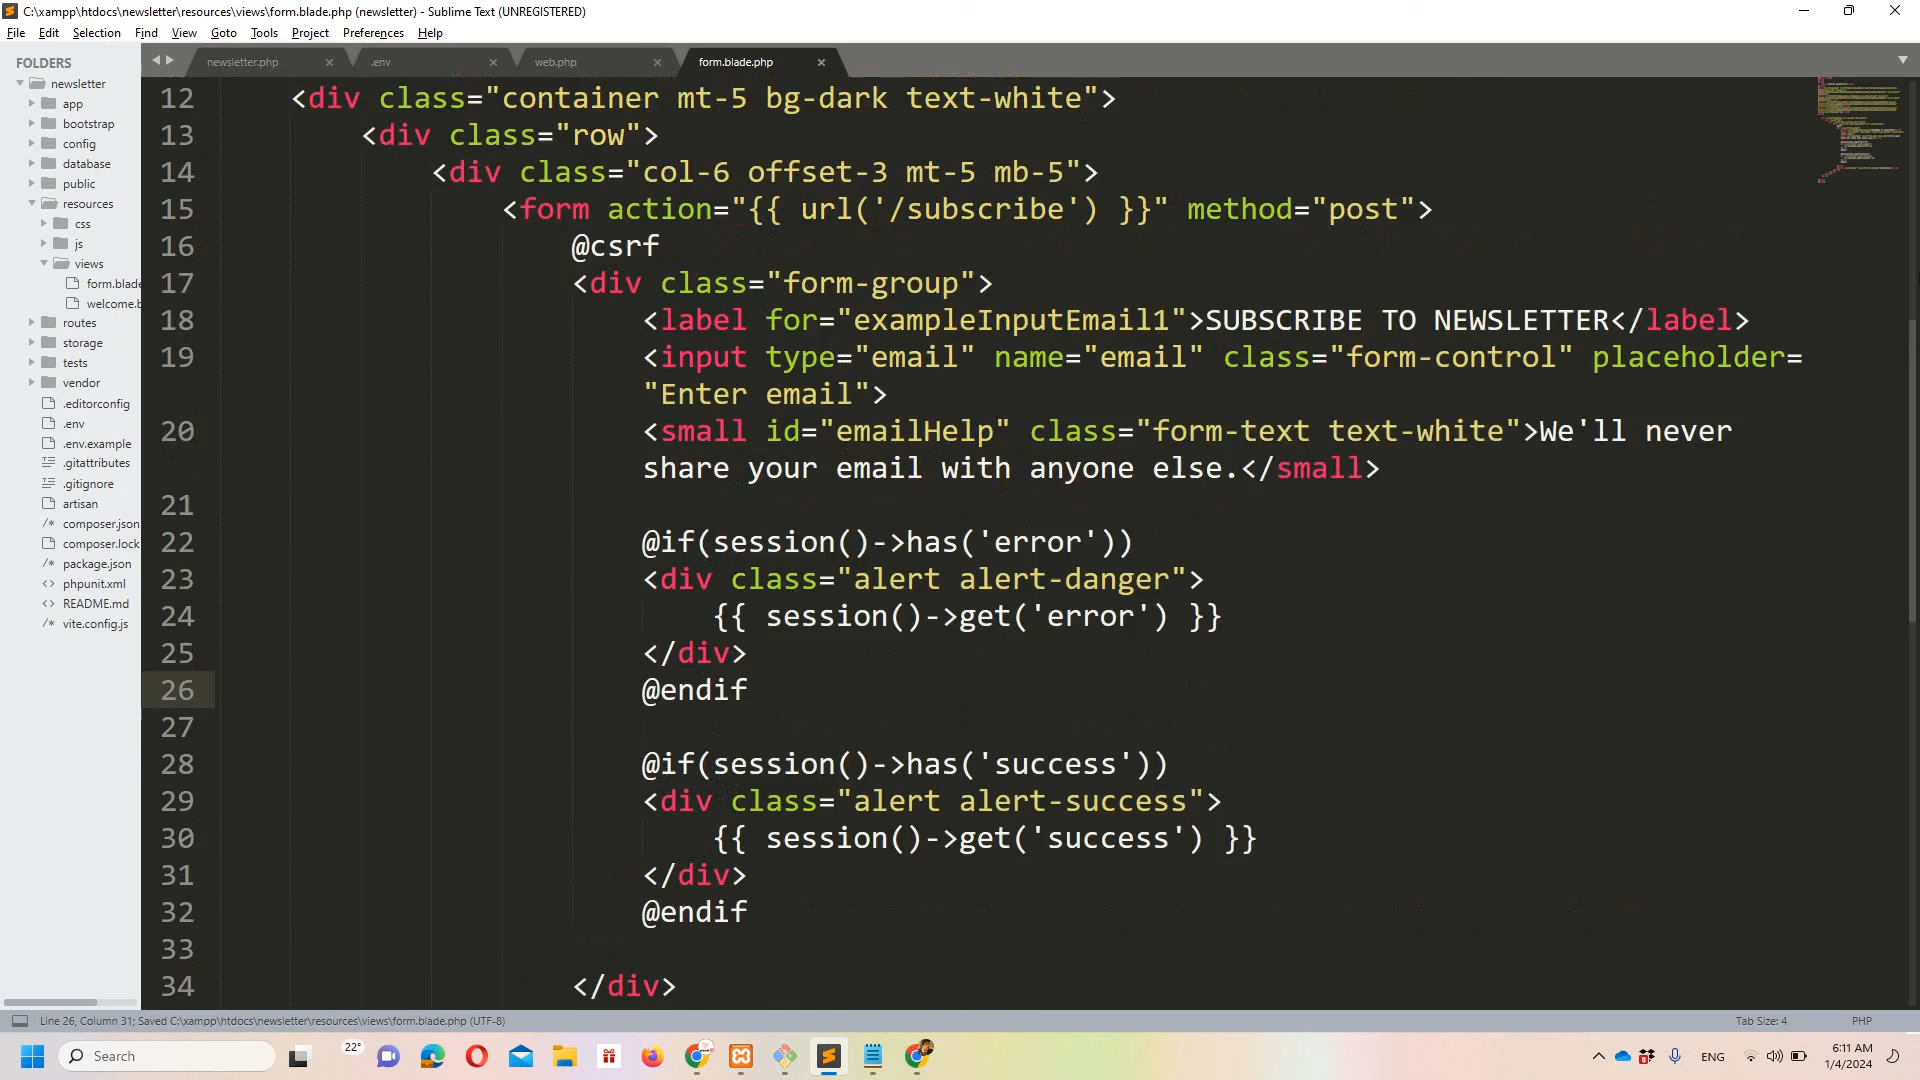 C:\xampp\htdocs\newsletter\resources\views\form.blade.php (newsletter) - Sublime Text (UNREGISTERED)
File Edit Selection Find View Goto Tools Project Preferences Help
FOLDERS
newsletter
app
bootstrap
config
database
public
resources
css
js
views
form.blade
welcome.b
routes
storage
tests
vendor
.editorconfig
.env
.env.example
.gitattributes
.gitignore
artisan
composer.json
composer.lock
package.json
phpunit.xml
README.md
vite.config.js
newsletter.php .env web.php form.blade.php
12 <div class="container mt-5 bg-dark text-white">
13 <div class="row">
14 <div class="col-6 offset-3 mt-5 mb-5">
15 <form action="{{ url('/subscribe') }}" method="post">
16 @csrf
17 <div class="form-group">
18 <label for="exampleInputEmail1">SUBSCRIBE TO NEWSLETTER</label>
19 <input type="email" name="email" class="form-control" placeholder=
"Enter email">
20 <small id="emailHelp" class="form-text text-white">We'll never
share your email with anyone else.</small>
21
22 @if(session()->has('error'))
23 <div class="alert alert-danger">
24 {{ session()->get('error') }}
25 </div>
26 @endif
27
28 @if(session()->has('success'))
29 <div class="alert alert-success">
30 {{ session()->get('success') }}
31 </div>
32 @endif
33
34 </div>
Line 26, Column 31; Saved C:\xampp\htdocs\newsletter\resources\views\form.blade.php (UTF-8) Tab Size: 4 PHP
Search 22° ENG 6:11 AM
1/4/2024